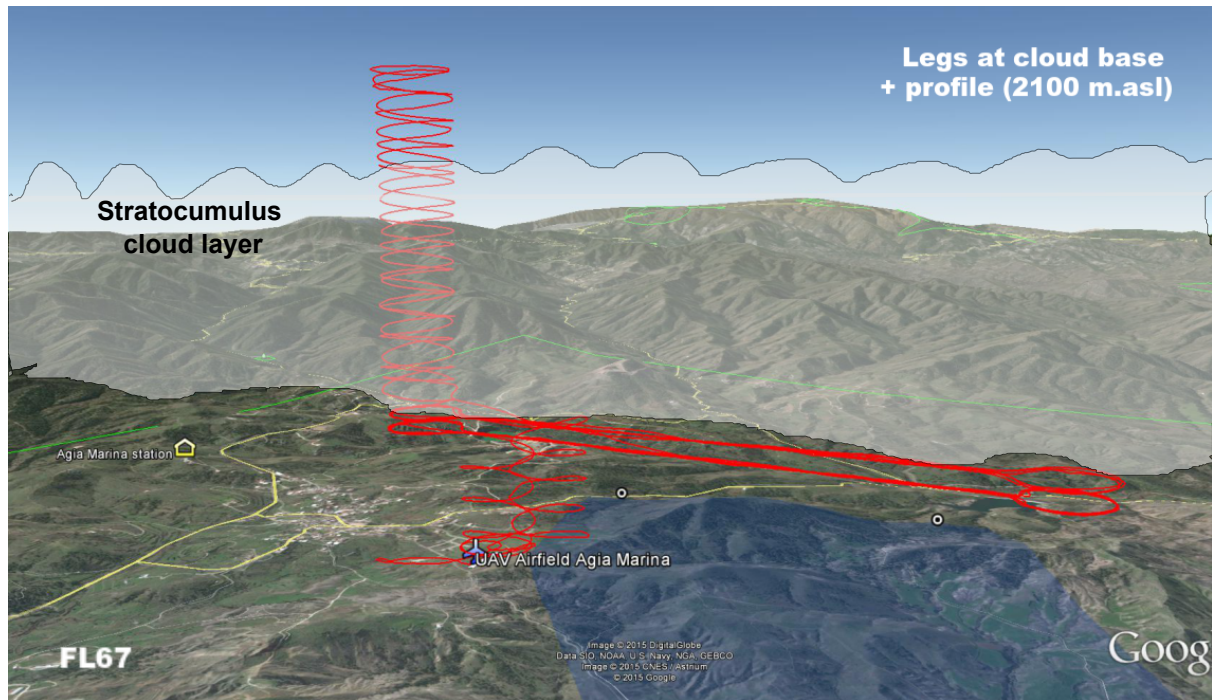 Legs at cloud base
+ profile (2100 m.asl)
Stratocumulus
cloud layer
Agia Marina station
UAV Airfield Agia Marina
FL67
Image © 2015 DigitalGlobe
Data SIO, NOAA, U.S. Navy, NGA, GEBCO
Image © 2015 CNES / Astrium
© 2015 Google
Goog